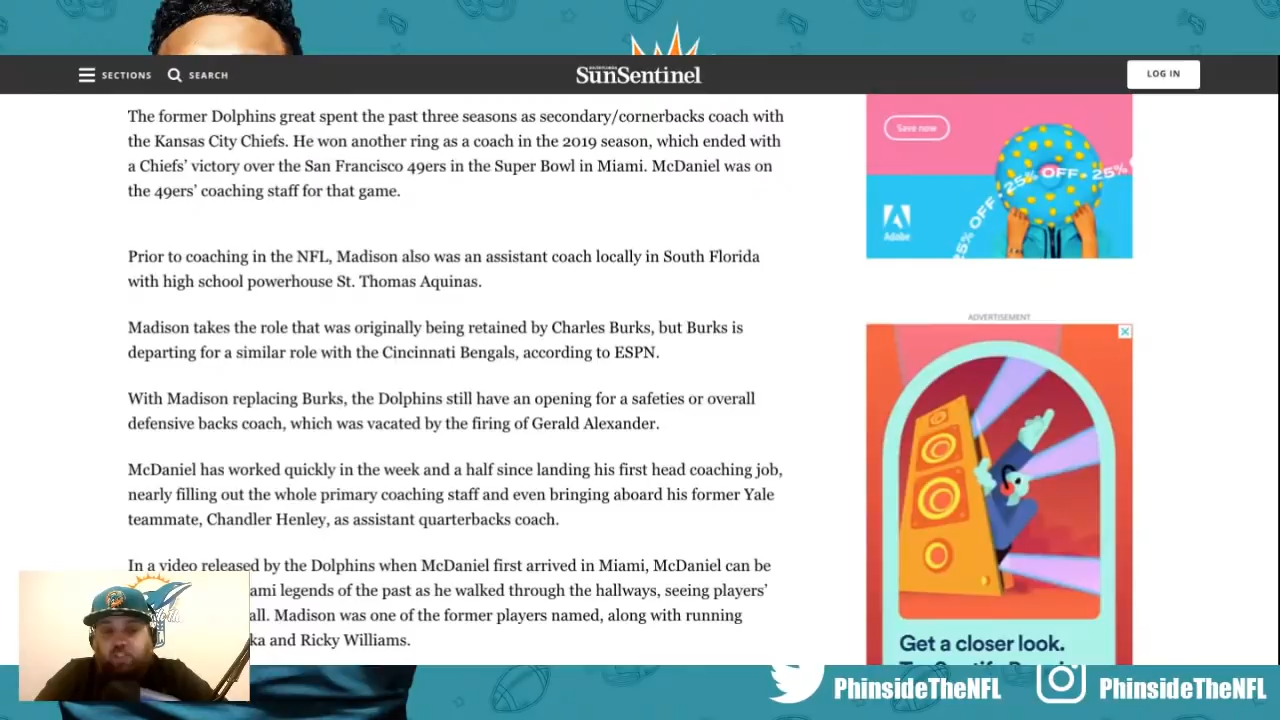 SECTIONS
SEARCH
SunSentinel
LOG IN
The former Dolphins great spent the past three seasons as secondary/cornerbacks coach with
the Kansas City Chiefs. He won another ring as a coach in the 2019 season, which ended with
a Chiefs' victory over the San Francisco 49ers in the Super Bowl in Miami. McDaniel was on
the 49ers' coaching staff for that game.
Prior to coaching in the NFL, Madison also was an assistant coach locally in South Florida
with high school powerhouse St. Thomas Aquinas.
Madison takes the role that was originally being retained by Charles Burks, but Burks is
departing for a similar role with the Cincinnati Bengals, according to ESPN.
With Madison replacing Burks, the Dolphins still have an opening for a safeties or overall
defensive backs coach, which was vacated by the firing of Gerald Alexander.
McDaniel has worked quickly in the week and a half since landing his first head coaching job,
nearly filling out the whole primary coaching staff and even bringing aboard his former Yale
teammate, Chandler Henley, as assistant quarterbacks coach.
In a video released by the Dolphins when McDaniel first arrived in Miami, McDaniel can be
ami legends of the past as he walked through the hallways, seeing players'
all. Madison was one of the former players named, along with running
ka and Ricky Williams.
Save now
25% OFF - 25%
25% OFF
Adobe
ADVERTISEMENT
Get a closer look.
PhinsideTheNFL
PhinsideTheNFL